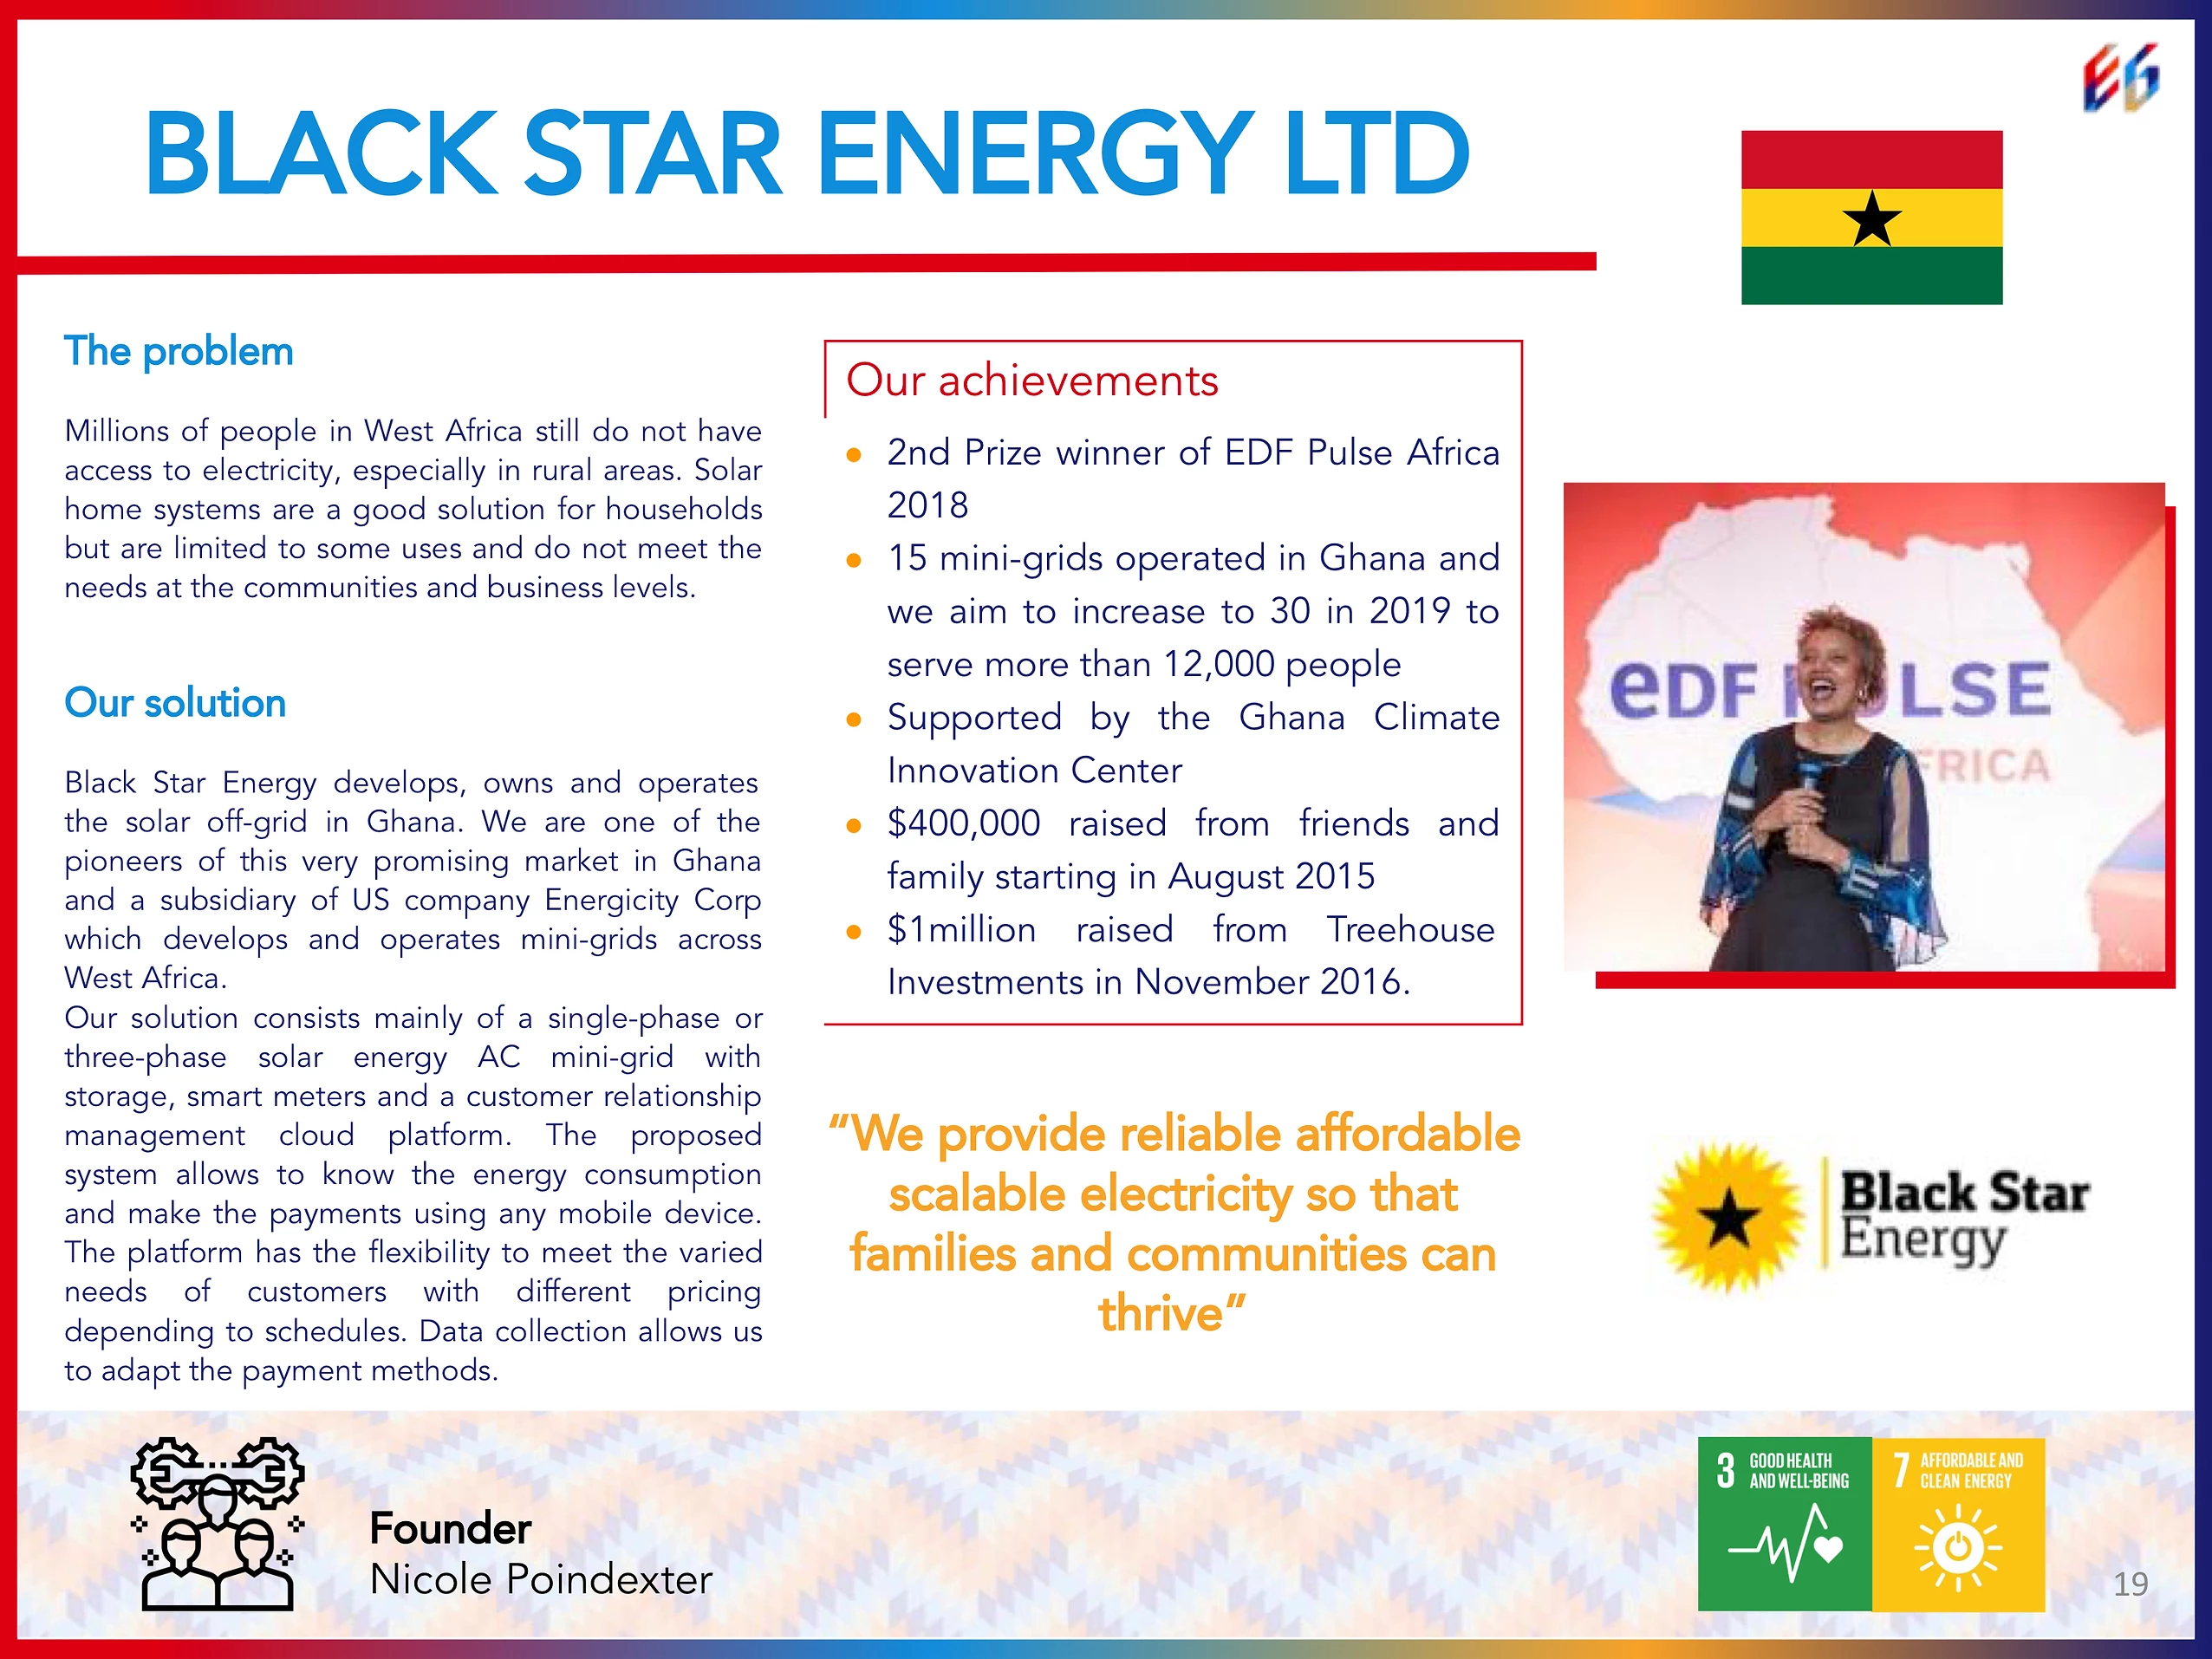 EG
BLACK STAR ENERGY LTD
The problem
Millions of people in West Africa still do not have
access to electricity, especially in rural areas. Solar
home systems are a good solution for households
but are limited to some uses and do not meet the
needs at the communities and business levels.
Our solution
Black Star Energy develops, owns and operates
the solar off-grid in Ghana. We are one of the
pioneers of this very promising market in Ghana
and a subsidiary of US company Energicity Corp
which develops and operates mini-grids across
West Africa.
Our solution consists mainly of a single-phase or
three-phase solar energy AC mini-grid with
storage, smart meters and a customer relationship
management cloud platform. The proposed
system allows to know the energy consumption
and make the payments using any mobile device.
The platform has the flexibility to meet the varied
needs of customers with different pricing
depending to schedules. Data collection allows us
to adapt the payment methods.
Our achievements
• 2nd Prize winner of EDF Pulse Africa
2018
• 15 mini-grids operated in Ghana and
we aim to increase to 30 in 2019 to
serve more than 12,000 people
• Supported by the Ghana Climate
Innovation Center
• $400,000 raised from friends and
family starting in August 2015
• $1million raised from Treehouse
Investments in November 2016.
“We provide reliable affordable
scalable electricity so that
families and communities can
thrive”
eDF PULSE
FRICA
Black Star
Energy
Founder
Nicole Poindexter
3 GOOD HEALTH
AND WELL-BEING
7 AFFORDABLE AND
CLEAN ENERGY
19